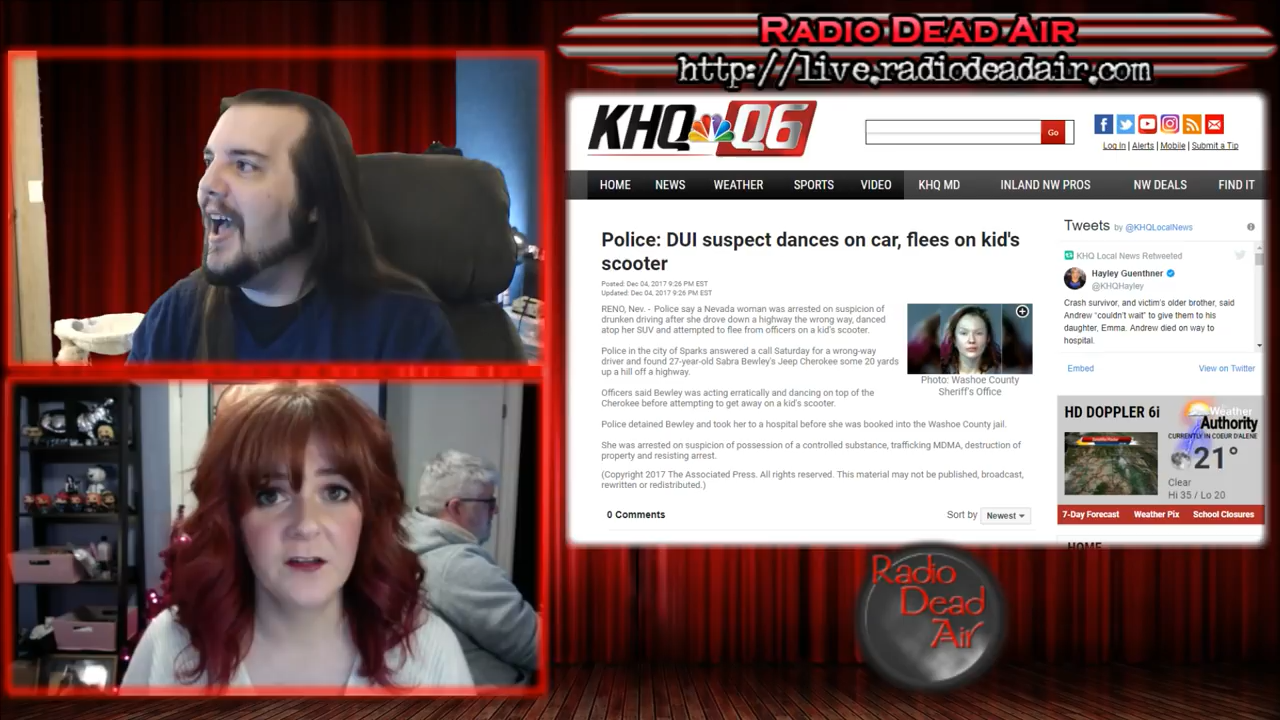 Radio Dead Air
http://live.radiodeadair.com
KHQ Q6
Go
Log In | Alerts | Mobile | Submit a Tip
HOME NEWS WEATHER SPORTS VIDEO KHQ MD INLAND NW PROS NW DEALS FIND IT
Police: DUI suspect dances on car, flees on kid's
scooter
Posted: Dec 04, 2017 9:26 PM EST
Updated: Dec 04, 2017 9:26 PM EST
RENO, Nev. - Police say a Nevada woman was arrested on suspicion of
drunken driving after she drove down a highway the wrong way, danced
atop her SUV and attempted to flee from officers on a kid's scooter.
Police in the city of Sparks answered a call Saturday for a wrong-way
driver and found 27-year-old Sabra Bewley's Jeep Cherokee some 20 yards
up a hill off a highway.
Officers said Bewley was acting erratically and dancing on top of the
Cherokee before attempting to get away on a kid's scooter.
Photo: Washoe County
Sheriff's Office
Police detained Bewley and took her to a hospital before she was booked into the Washoe County jail.
She was arrested on suspicion of possession of a controlled substance, trafficking MDMA, destruction of
property and resisting arrest.
(Copyright 2017 The Associated Press. All rights reserved. This material may not be published, broadcast,
rewritten or redistributed.)
0 Comments
Sort by Newest
Tweets by @KHQLocalNews
KHQ Local News Retweeted
Hayley Guenthner
@KHQHayley
Crash survivor, and victim's older brother, said
Andrew "couldn't wait" to give them to his
daughter, Emma. Andrew died on way to
hospital.
Embed View on Twitter
HD DOPPLER 6i
Weather
Authority
CURRENTLY IN COEUR D'ALENE
21°
Clear
Hi 35 / Lo 20
7-Day Forecast Weather Pix School Closures
HOME
Radio
Dead
Air